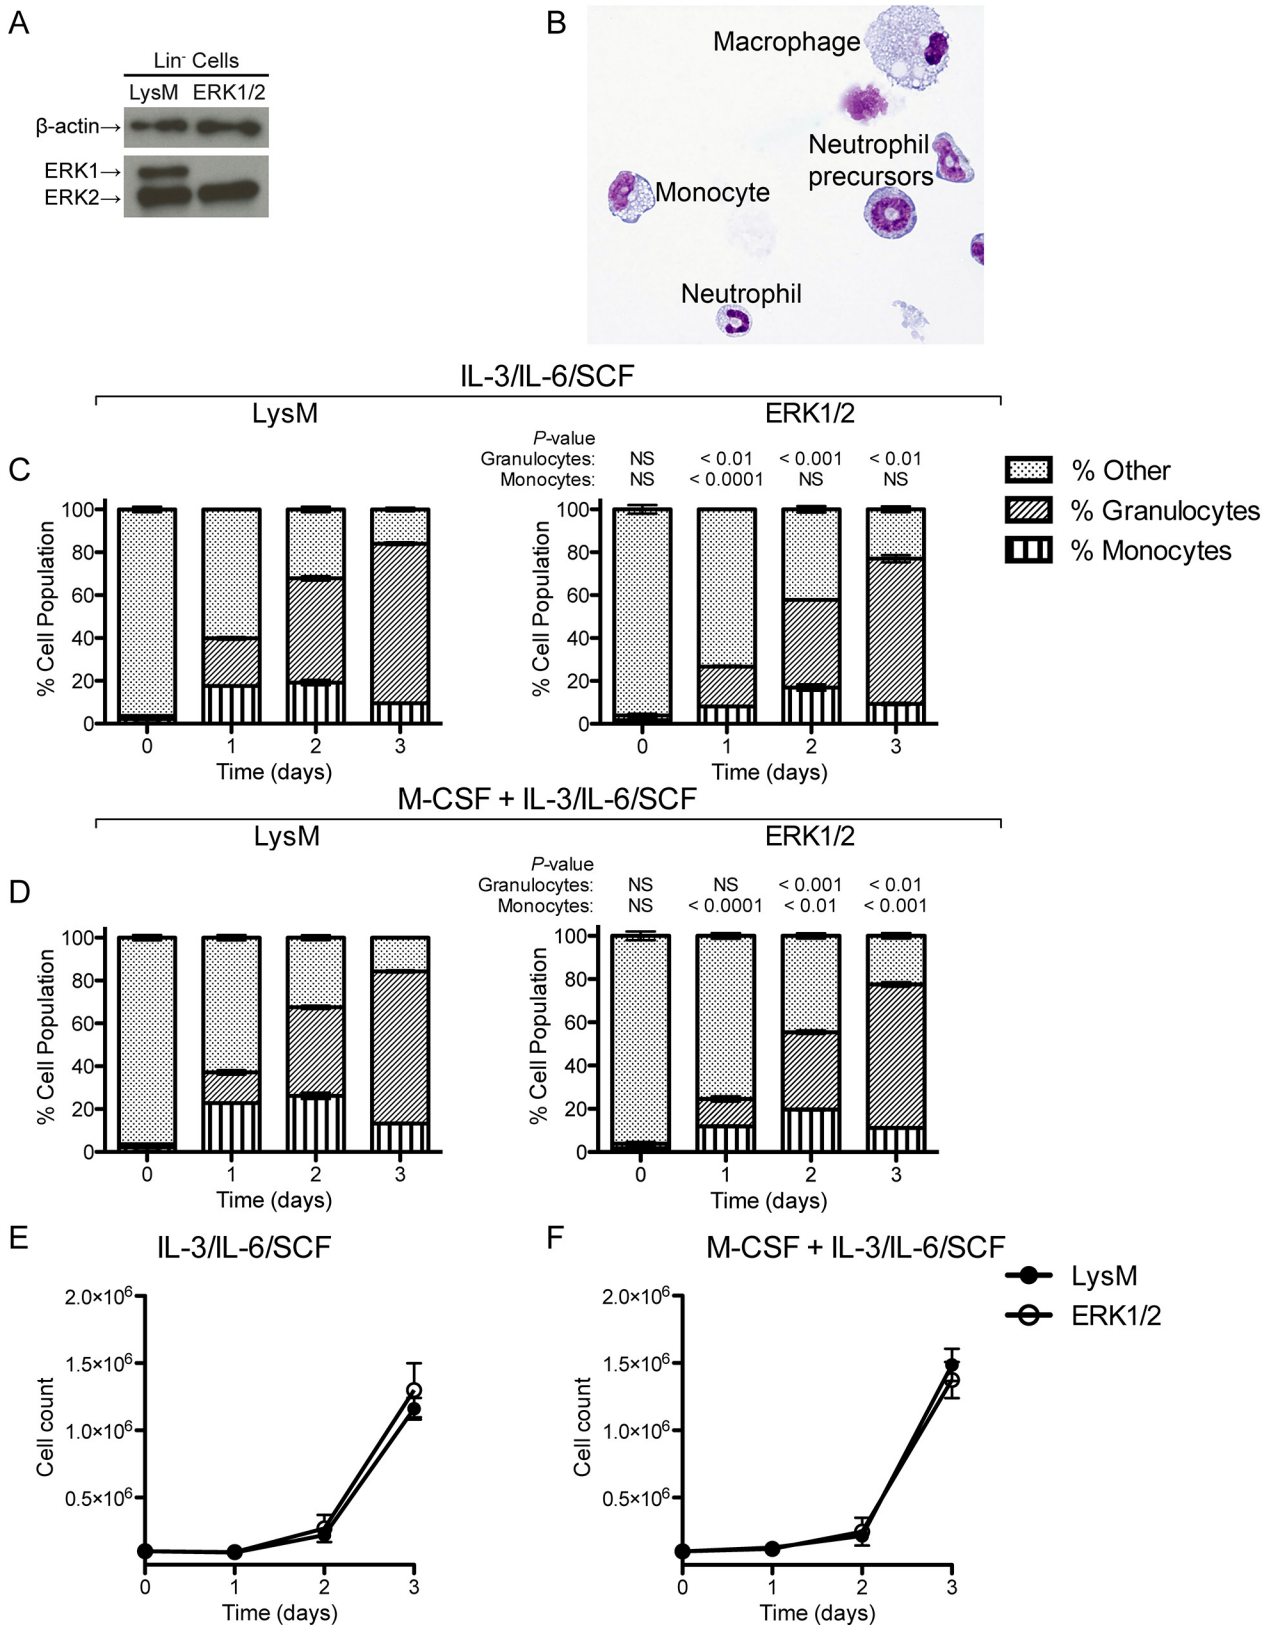 A
Lin- Cells
LysM ERK1/2
β-actin→
ERK1→
ERK2→
B
Macrophage
Neutrophil
precursors
Monocyte
Neutrophil
IL-3/IL-6/SCF
LysM ERK1/2
C
P-value
Granulocytes: NS < 0.01 < 0.001 < 0.01
Monocytes: NS < 0.0001 NS NS
% Other
% Granulocytes
% Monocytes
% Cell Population
100
80
60
40
20
0
0 1 2 3
Time (days)
% Cell Population
100
80
60
40
20
0
0 1 2 3
Time (days)
M-CSF + IL-3/IL-6/SCF
LysM ERK1/2
D
P-value
Granulocytes: NS NS < 0.001 < 0.01
Monocytes: NS < 0.0001 < 0.01 < 0.001
% Cell Population
100
80
60
40
20
0
0 1 2 3
Time (days)
% Cell Population
100
80
60
40
20
0
0 1 2 3
Time (days)
E
IL-3/IL-6/SCF
Cell count
2.0×10⁶
1.5×10⁶
1.0×10⁶
0.5×10⁶
0 1 2 3
Time (days)
F
M-CSF + IL-3/IL-6/SCF
LysM
ERK1/2
Cell count
2.0×10⁶
1.5×10⁶
1.0×10⁶
0.5×10⁶
0 1 2 3
Time (days)